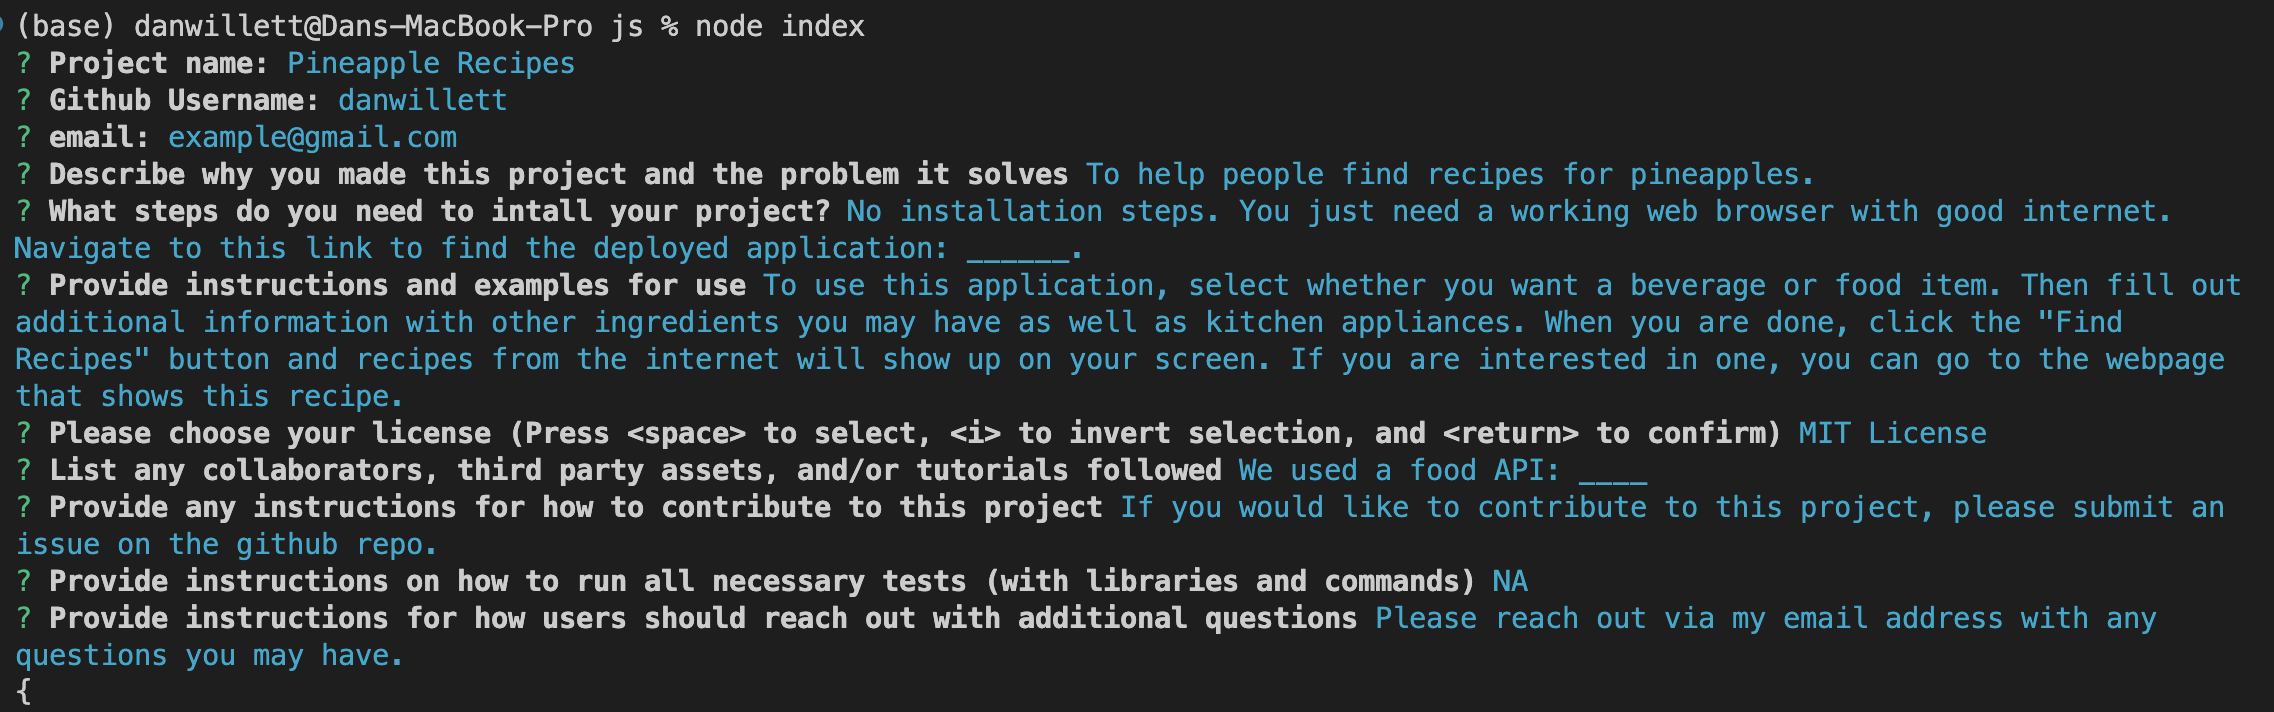 (base) danwillett@Dans-MacBook-Pro js % node index
? Project name: Pineapple Recipes
? Github Username: danwillett
? email: example@gmail.com
? Describe why you made this project and the problem it solves To help people find recipes for pineapples.
? What steps do you need to intall your project? No installation steps. You just need a working web browser with good internet.
Navigate to this link to find the deployed application: ______.
? Provide instructions and examples for use To use this application, select whether you want a beverage or food item. Then fill out
additional information with other ingredients you may have as well as kitchen appliances. When you are done, click the "Find
Recipes" button and recipes from the internet will show up on your screen. If you are interested in one, you can go to the webpage
that shows this recipe.
? Please choose your license (Press <space> to select, <i> to invert selection, and <return> to confirm) MIT License
? List any collaborators, third party assets, and/or tutorials followed We used a food API: ____
? Provide any instructions for how to contribute to this project If you would like to contribute to this project, please submit an
issue on the github repo.
? Provide instructions on how to run all necessary tests (with libraries and commands) NA
? Provide instructions for how users should reach out with additional questions Please reach out via my email address with any
questions you may have.
{